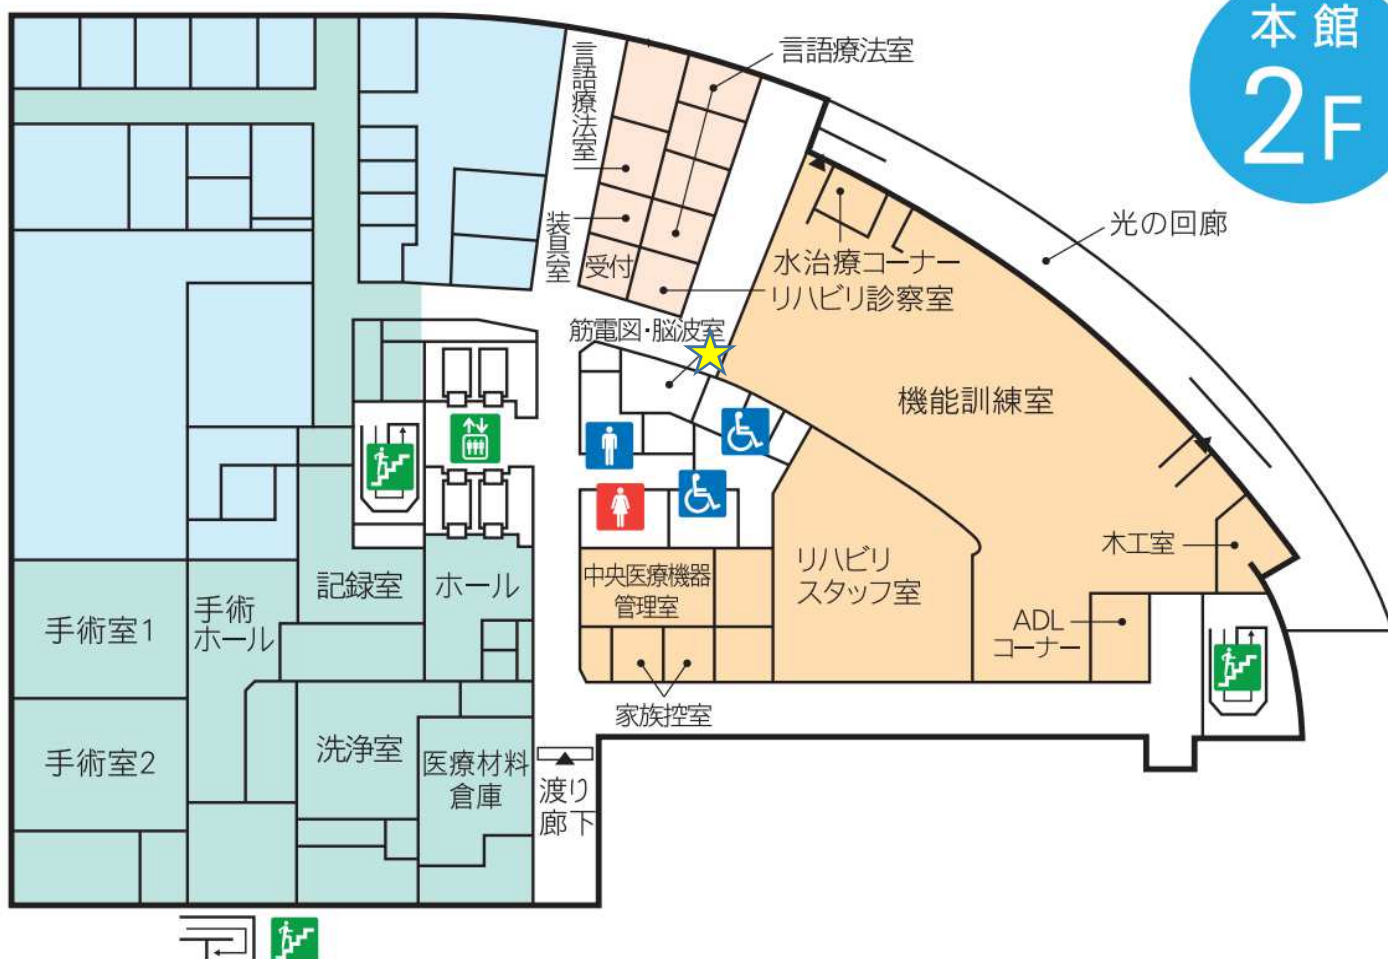 本館
2F
言語療法室
言語療法室
光の回廊
装具室
受付
水治療コーナー
リハビリ診察室
筋電図・脳波室
機能訓練室
木工室
リハビリ
スタッフ室
中央医療機器
管理室
ADL
コーナー
家族控室
記録室
ホール
手術
ホール
手術室1
手術室2
洗浄室
医療材料
倉庫
渡り
廊下